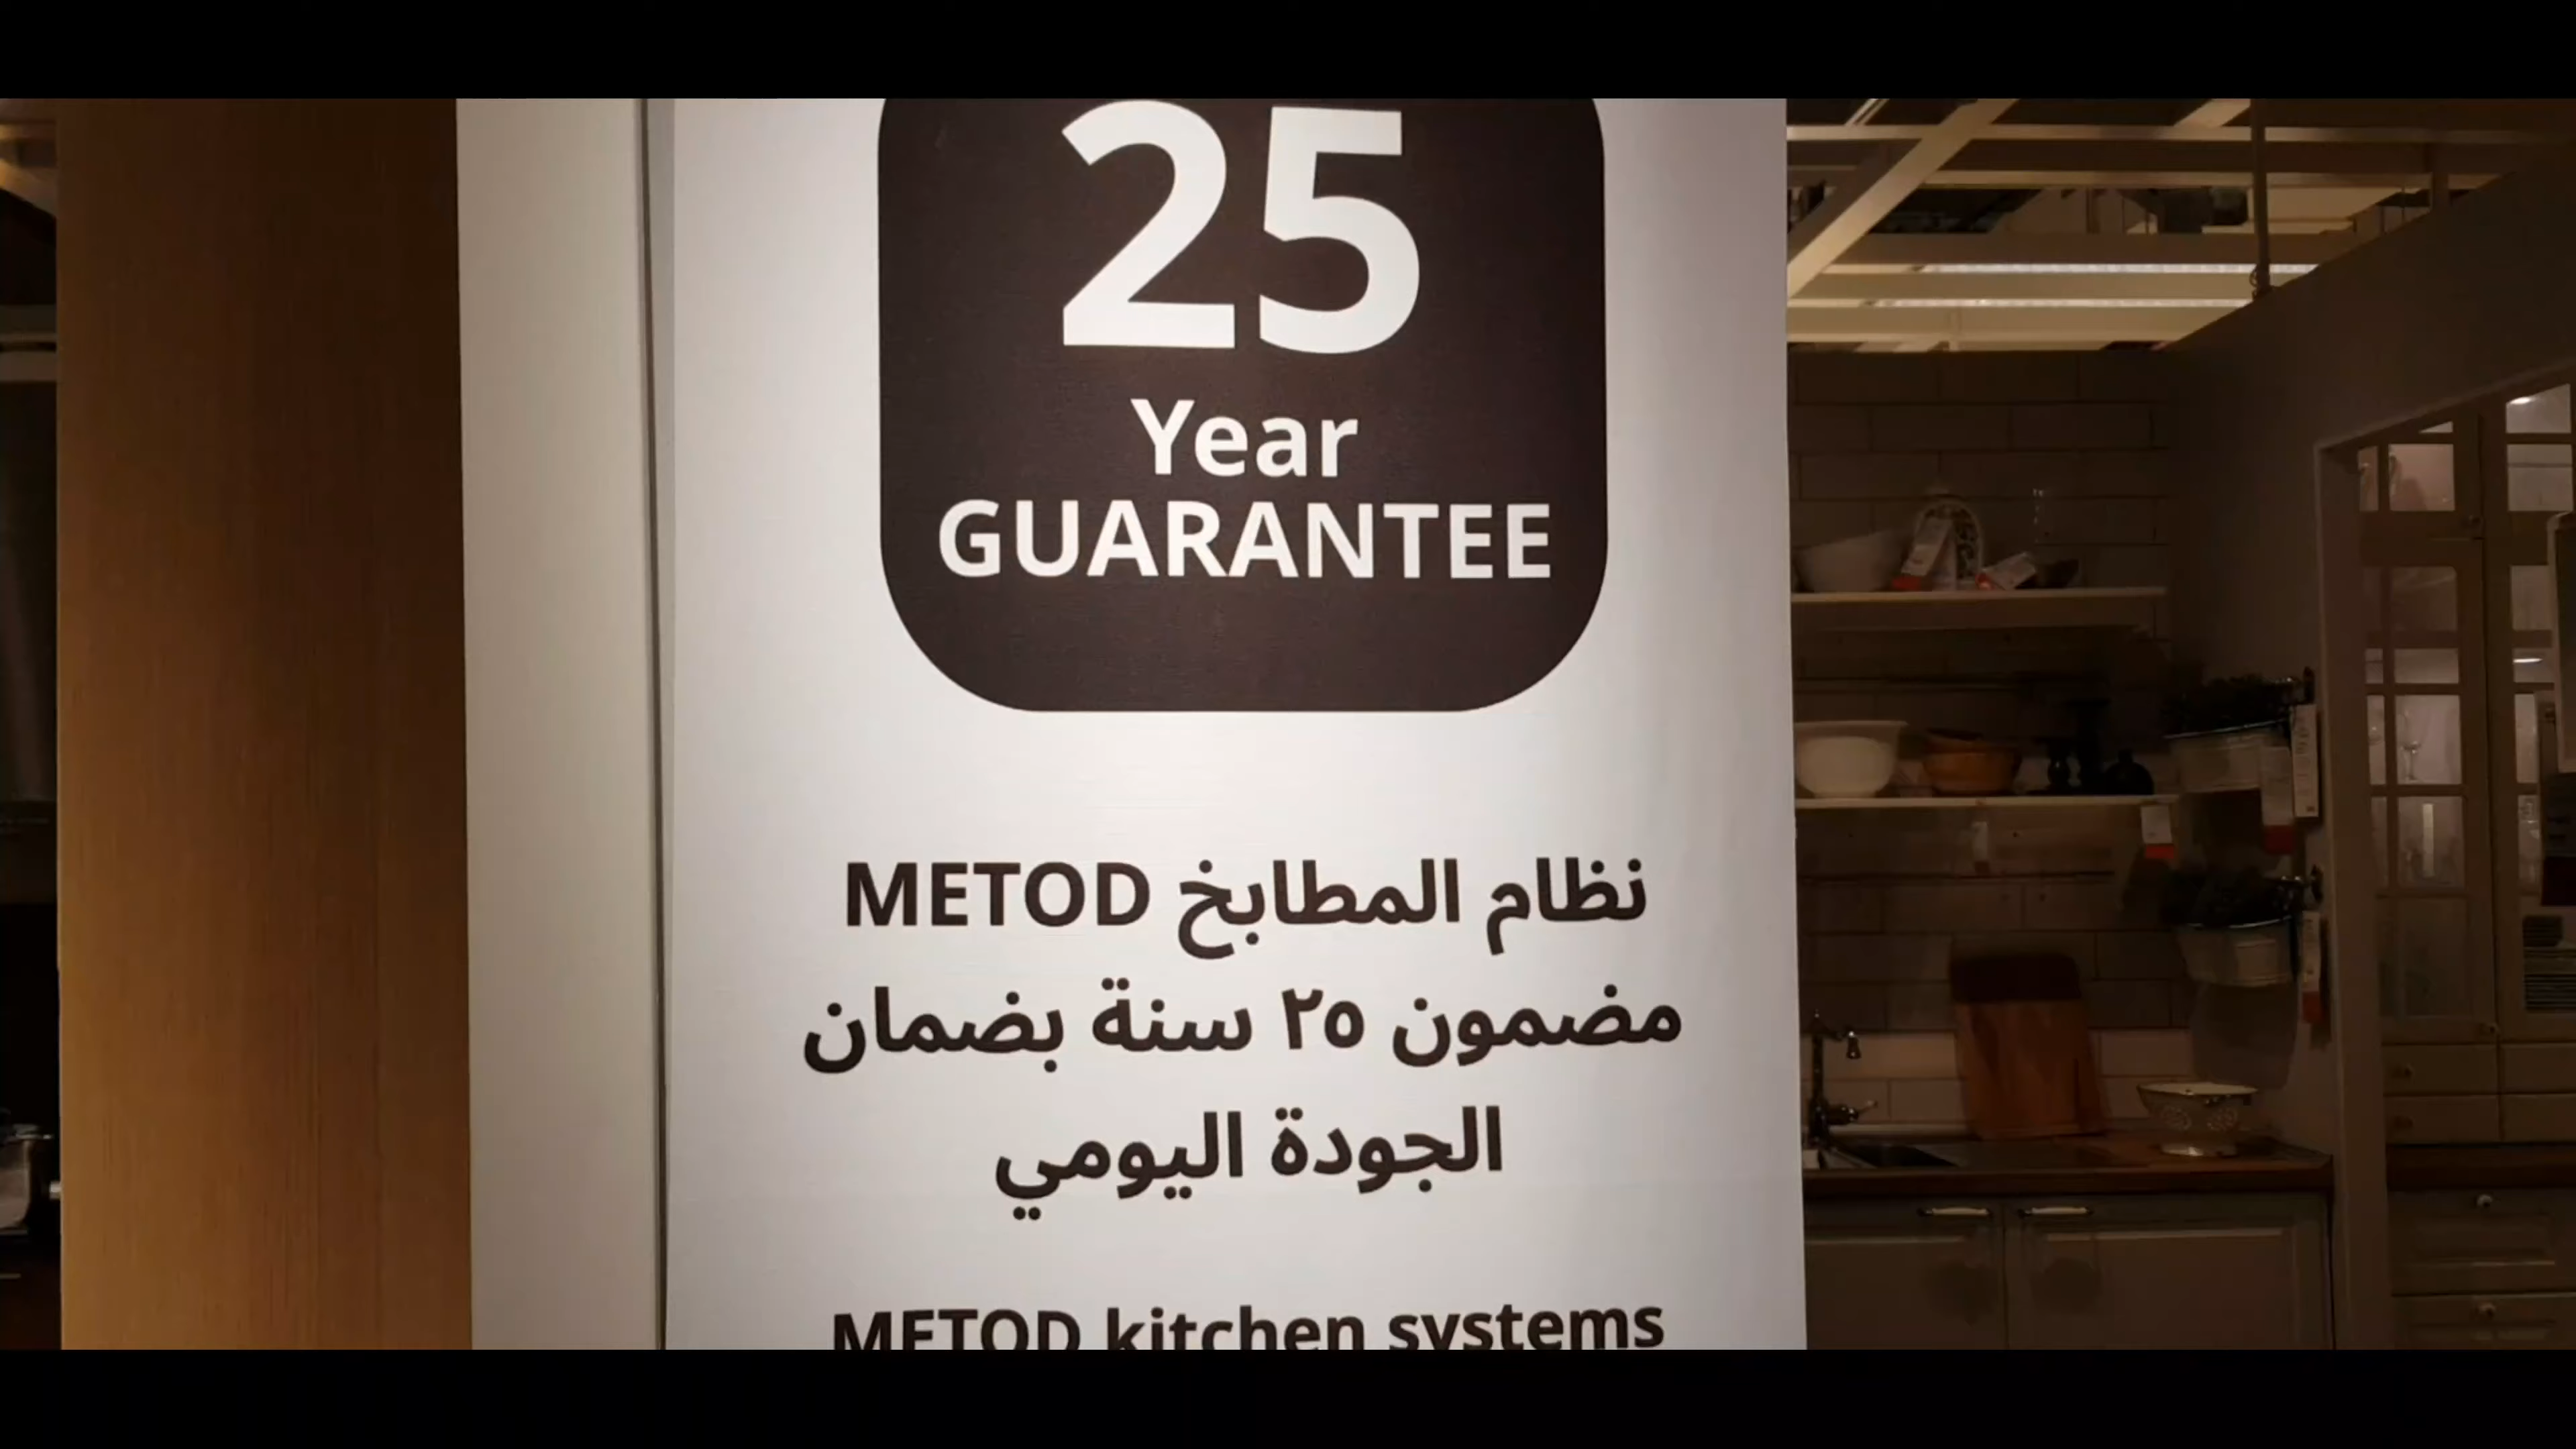 25
Year
GUARANTEE
نظام المطابخ METOD
مضمون ٢٥ سنة بضمان
الجودة اليومي
METOD kitchen systems